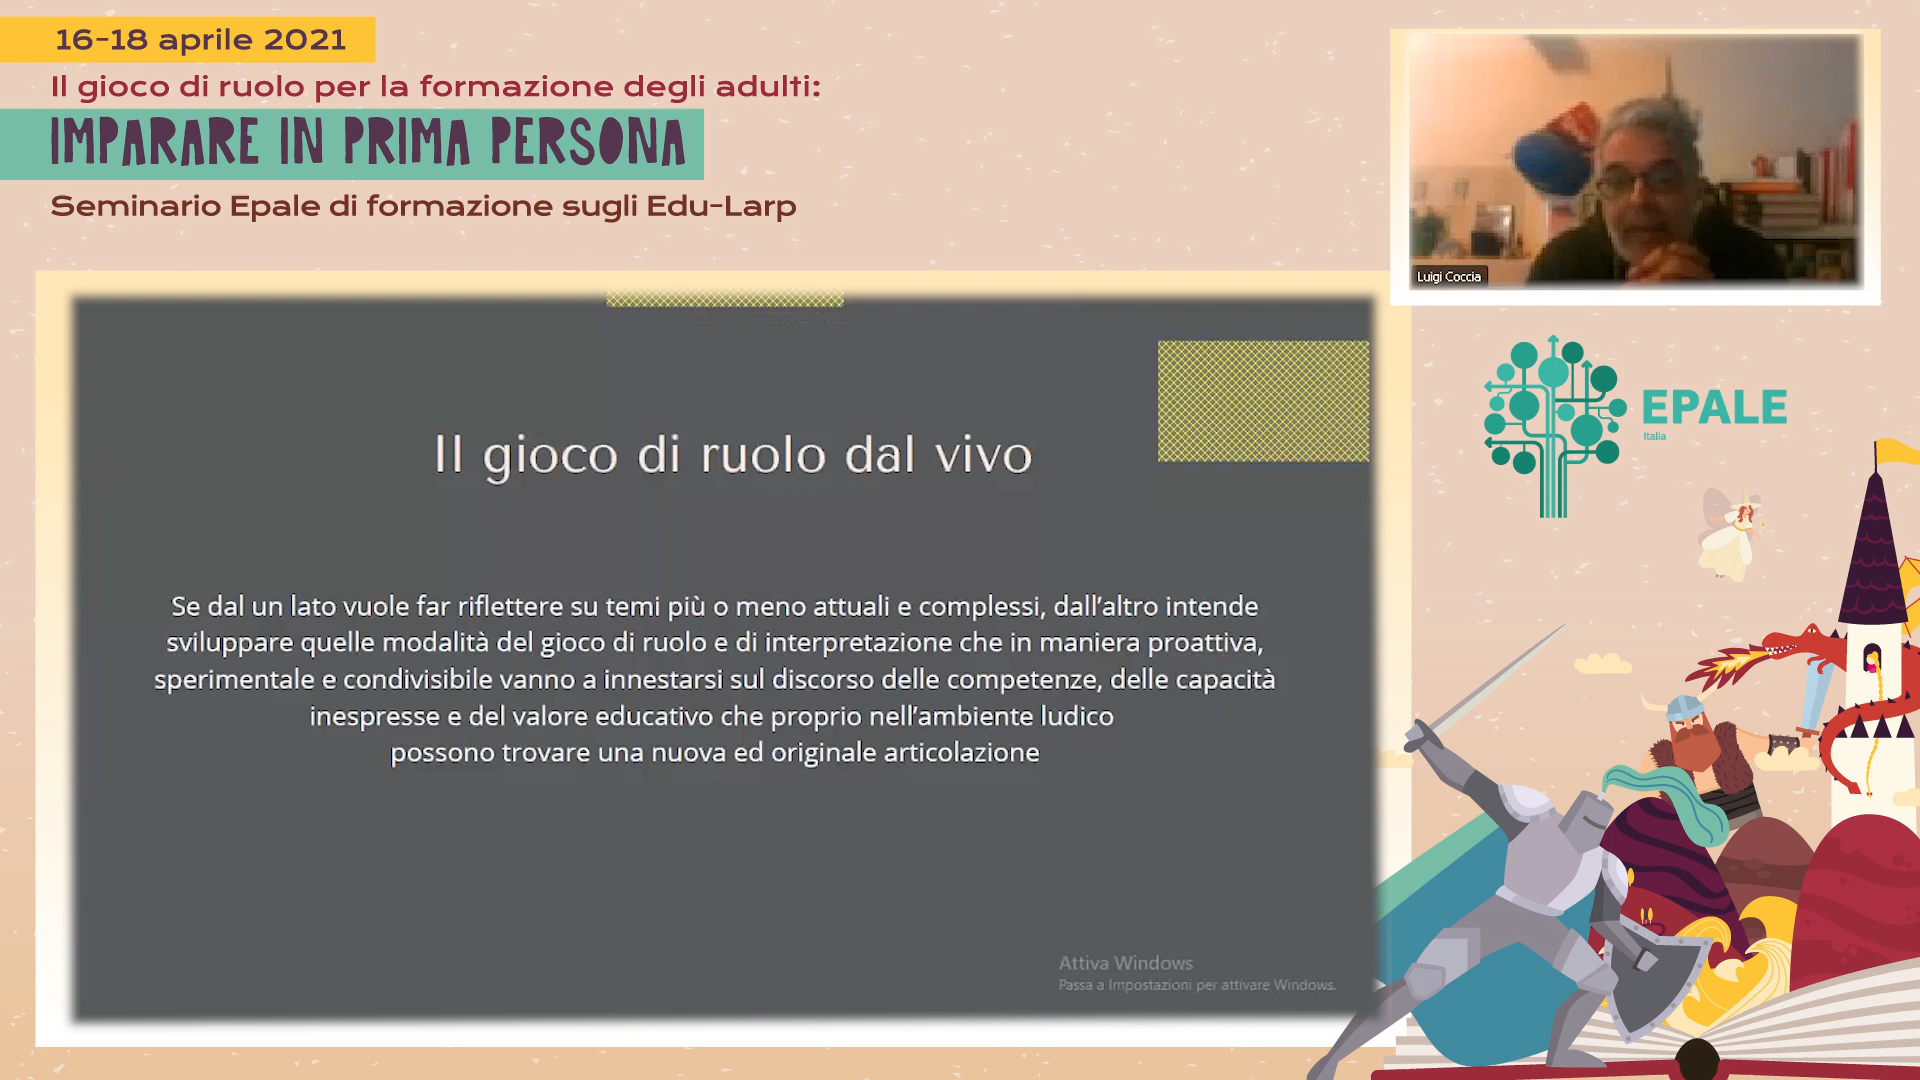 16-18 aprile 2021
Il gioco di ruolo per la formazione degli adulti:
IMPARARE IN PRIMA PERSONA
Seminario Epale di formazione sugli Edu-Larp
Luigi Coccia
EPALE
Italia
Il gioco di ruolo dal vivo
Se dal un lato vuole far riflettere su temi più o meno attuali e complessi, dall’altro intende
sviluppare quelle modalità del gioco di ruolo e di interpretazione che in maniera proattiva,
sperimentale e condivisibile vanno a innestarsi sul discorso delle competenze, delle capacità
inespresse e del valore educativo che proprio nell’ambiente ludico
possono trovare una nuova ed originale articolazione
Attiva Windows
Passa a Impostazioni per attivare Windows.